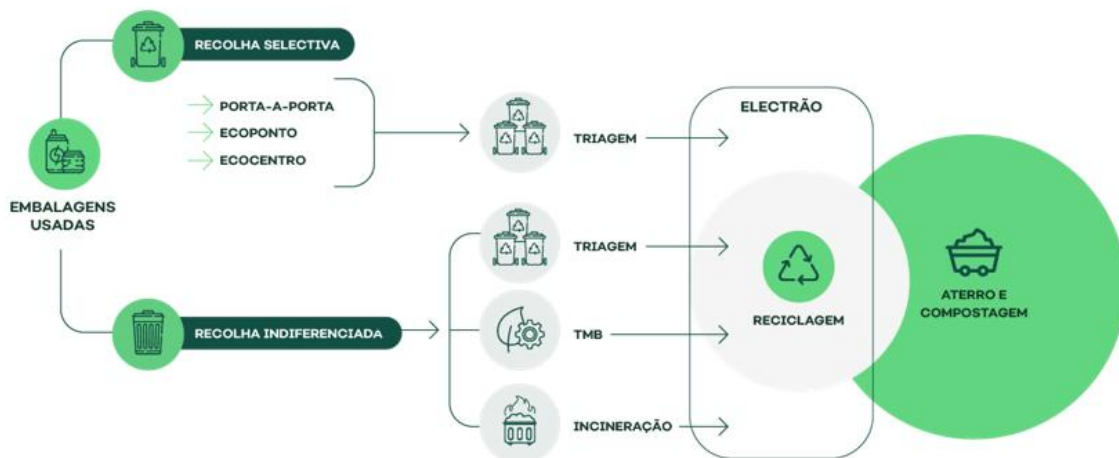 RECOLHA SELECTIVA
PORTA-A-PORTA
ECOPONTO
ECOCENTRO
EMBALAGENS
USADAS
RECOLHA INDIFERENCIADA
TRIAGEM
TRIAGEM
TMB
INCINERAÇÃO
ELECTRÃO
RECICLAGEM
ATERRO E
COMPOSTAGEM